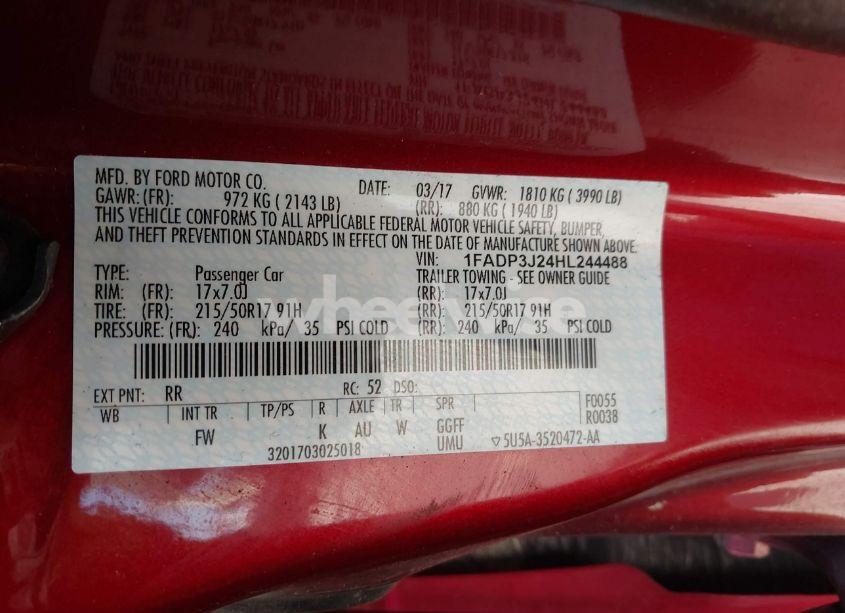 MFD. BY FORD MOTOR CO.
DATE: 03/17 GVWR: 1810 KG ( 3990 LB)
GAWR: (FR): 972 KG ( 2143 LB) (RR): 880 KG ( 1940 LB)
THIS VEHICLE CONFORMS TO ALL APPLICABLE FEDERAL MOTOR VEHICLE SAFETY, BUMPER,
AND THEFT PREVENTION STANDARDS IN EFFECT ON THE DATE OF MANUFACTURE SHOWN ABOVE.
VIN: 1FADP3J24HL244488
TYPE: Passenger Car TRAILER TOWING - SEE OWNER GUIDE
RIM: (FR): 17x7.0J (RR): 17x7.0J
TIRE: (FR): 215/50R17 91H (RR): 215/50R17 91H
PRESSURE: (FR): 240 kPa/ 35 PSI COLD (RR): 240 kPa/ 35 PSI COLD
wheelwise
EXT PNT: RR RC: 52 DSO: F0055
WB INT TR TP/PS R AXLE TR SPR R0038
FW K AU W GGFF
UMU
3201703025018 5U5A-3520472-AA